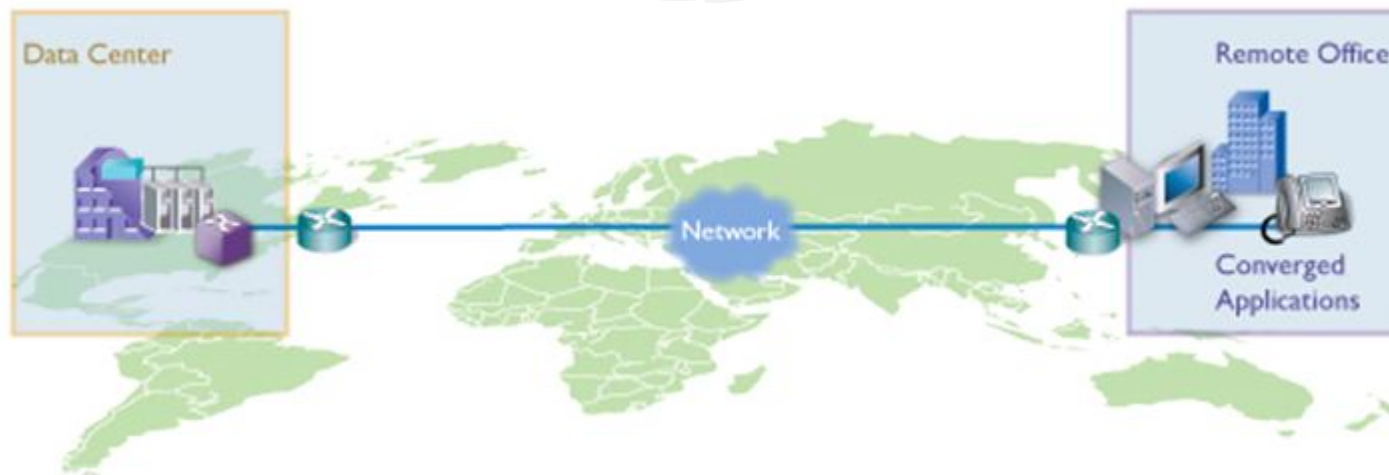 Data Center
Remote Office
Network
Converged
Applications